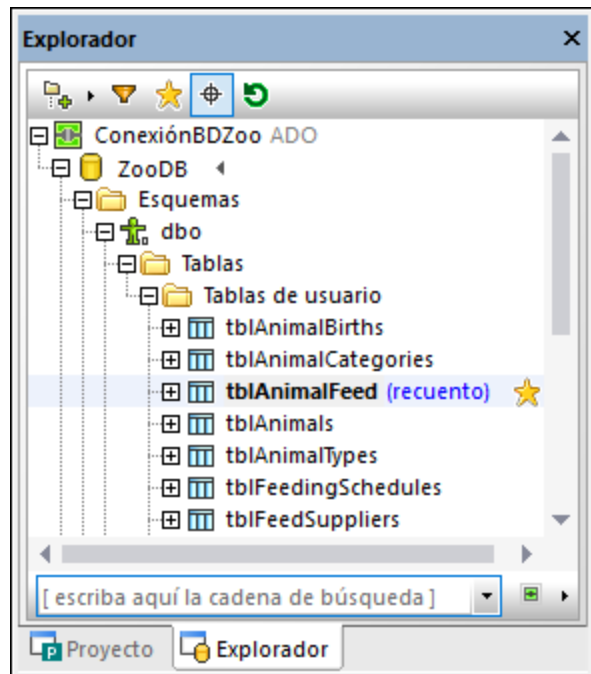 Explorador
ConexiónBDZoo ADO
ZooDB
Esquemas
dbo
Tablas
Tablas de usuario
tblAnimalBirths
tblAnimalCategories
tblAnimalFeed (recuento)
tblAnimals
tblAnimalTypes
tblFeedingSchedules
tblFeedSuppliers
[ escriba aquí la cadena de búsqueda ]
Proyecto Explorador